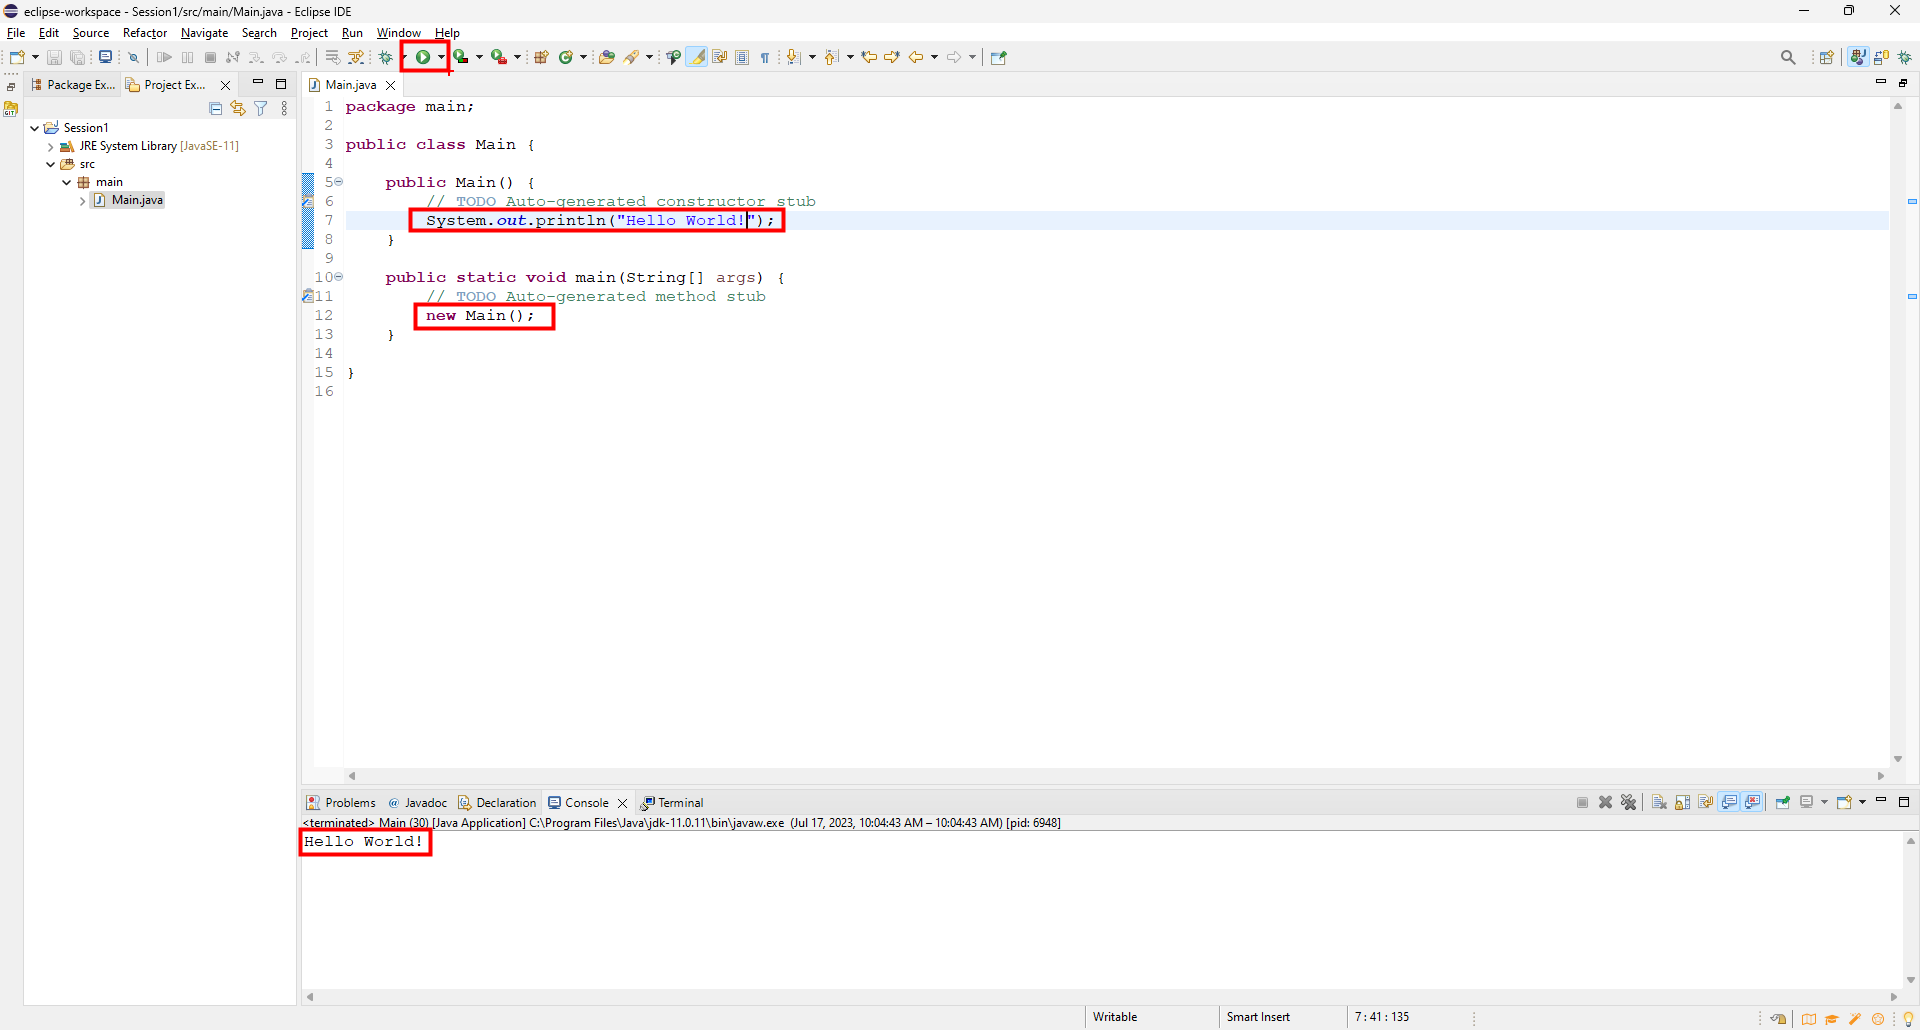 eclipse-workspace - Session1/src/main/Main.java - Eclipse IDE
File Edit Source Refactor Navigate Search Project Run Window Help
Package Ex... Project Ex... Main.java
Session1
JRE System Library [JavaSE-11]
src
main
Main.java
1 package main;
2
3 public class Main {
4
5 public Main() {
6 // TODO Auto-generated constructor stub
7 System.out.println("Hello World!");
8 }
9
10 public static void main(String[] args) {
11 // TODO Auto-generated method stub
12 new Main();
13 }
14
15 }
16
Problems @ Javadoc Declaration Console Terminal
<terminated> Main (30) [Java Application] C:\Program Files\Java\jdk-11.0.11\bin\javaw.exe (Jul 17, 2023, 10:04:43 AM – 10:04:43 AM) [pid: 6948]
Hello World!
Writable Smart Insert 7 : 41 : 135